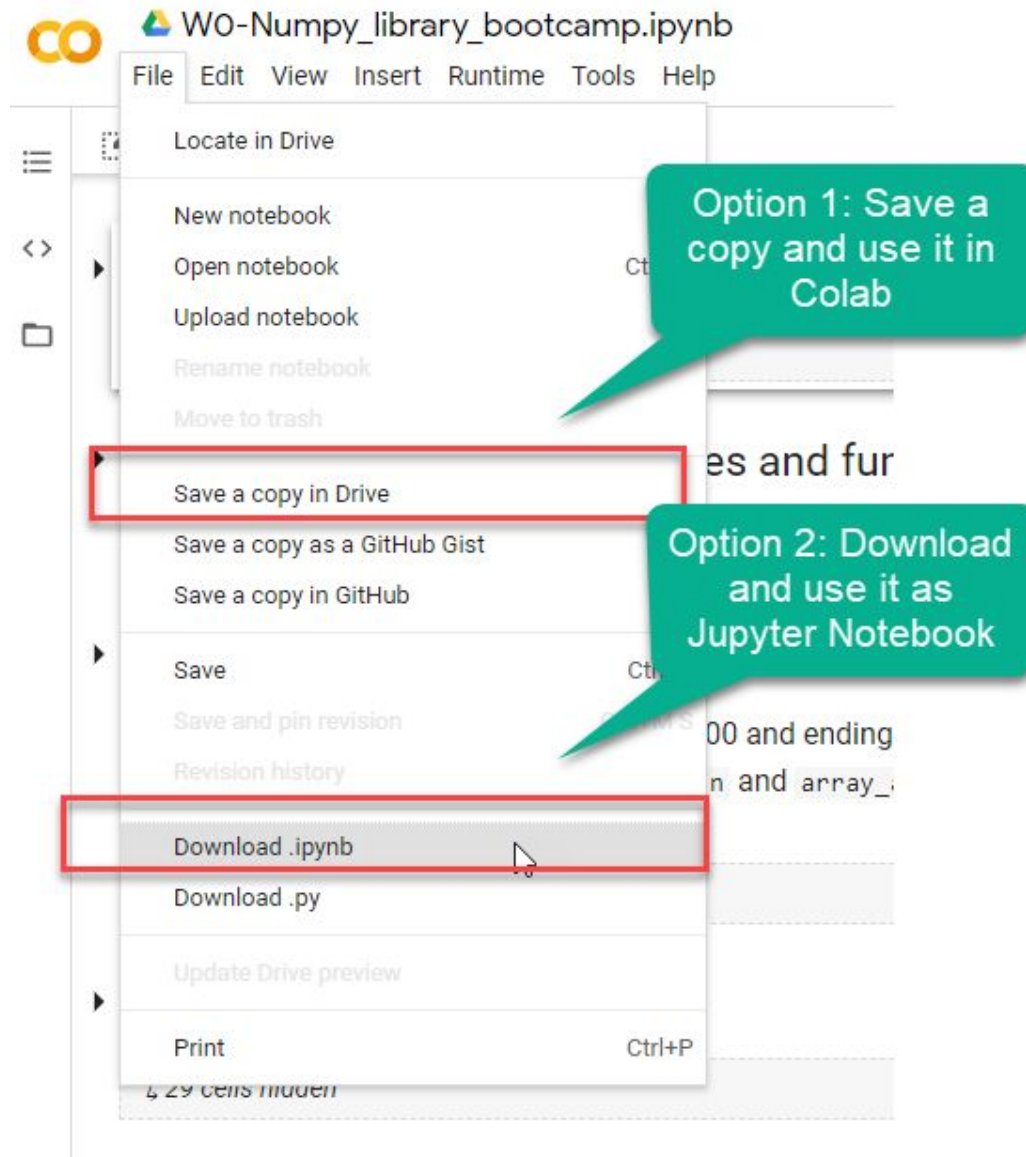 CO
W0-Numpy_library_bootcamp.ipynb
File Edit View Insert Runtime Tools Help
Locate in Drive
New notebook
Open notebook
Upload notebook
Rename notebook
Move to trash
Option 1: Save a
copy and use it in
Colab
es and fur
Save a copy in Drive
Save a copy as a GitHub Gist
Save a copy in GitHub
Option 2: Download
and use it as
Jupyter Notebook
Save
Save and pin revision
Revision history
00 and ending
n and array_
Download .ipynb
Download .py
Update Drive preview
Print Ctrl+P
29 cells hidden